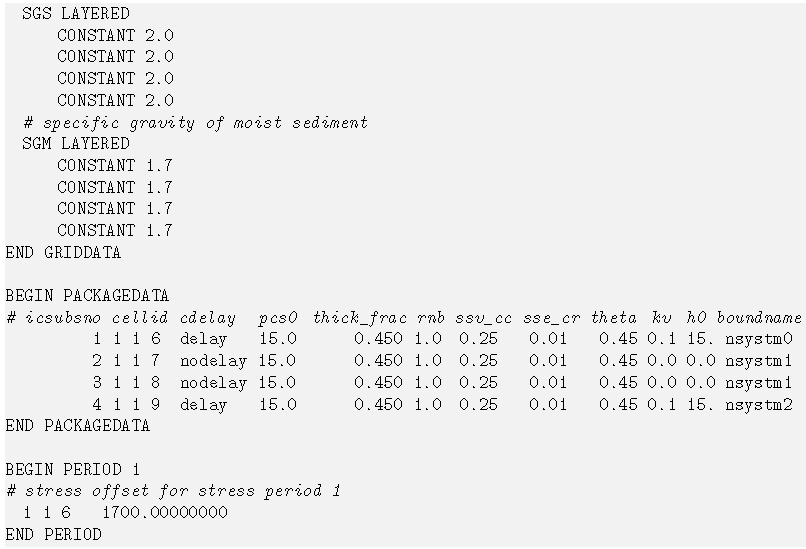 SGS LAYERED
CONSTANT 2.0
CONSTANT 2.0
CONSTANT 2.0
CONSTANT 2.0
# specific gravity of moist sediment
SGM LAYERED
CONSTANT 1.7
CONSTANT 1.7
CONSTANT 1.7
CONSTANT 1.7
END GRIDDATA
BEGIN PACKAGEDATA
# icsubsno cellid cdelay pcs0 thick_frac rnb ssv_cc sse_cr theta kv h0 boundname
1 1 1 6 delay 15.0 0.450 1.0 0.25 0.01 0.45 0.1 15. nsystm0
2 1 1 7 nodelay 15.0 0.450 1.0 0.25 0.01 0.45 0.0 0.0 nsystm1
3 1 1 8 nodelay 15.0 0.450 1.0 0.25 0.01 0.45 0.0 0.0 nsystm1
4 1 1 9 delay 15.0 0.450 1.0 0.25 0.01 0.45 0.1 15. nsystm2
END PACKAGEDATA
BEGIN PERIOD 1
# stress offset for stress period 1
1 1 6 1700.00000000
END PERIOD